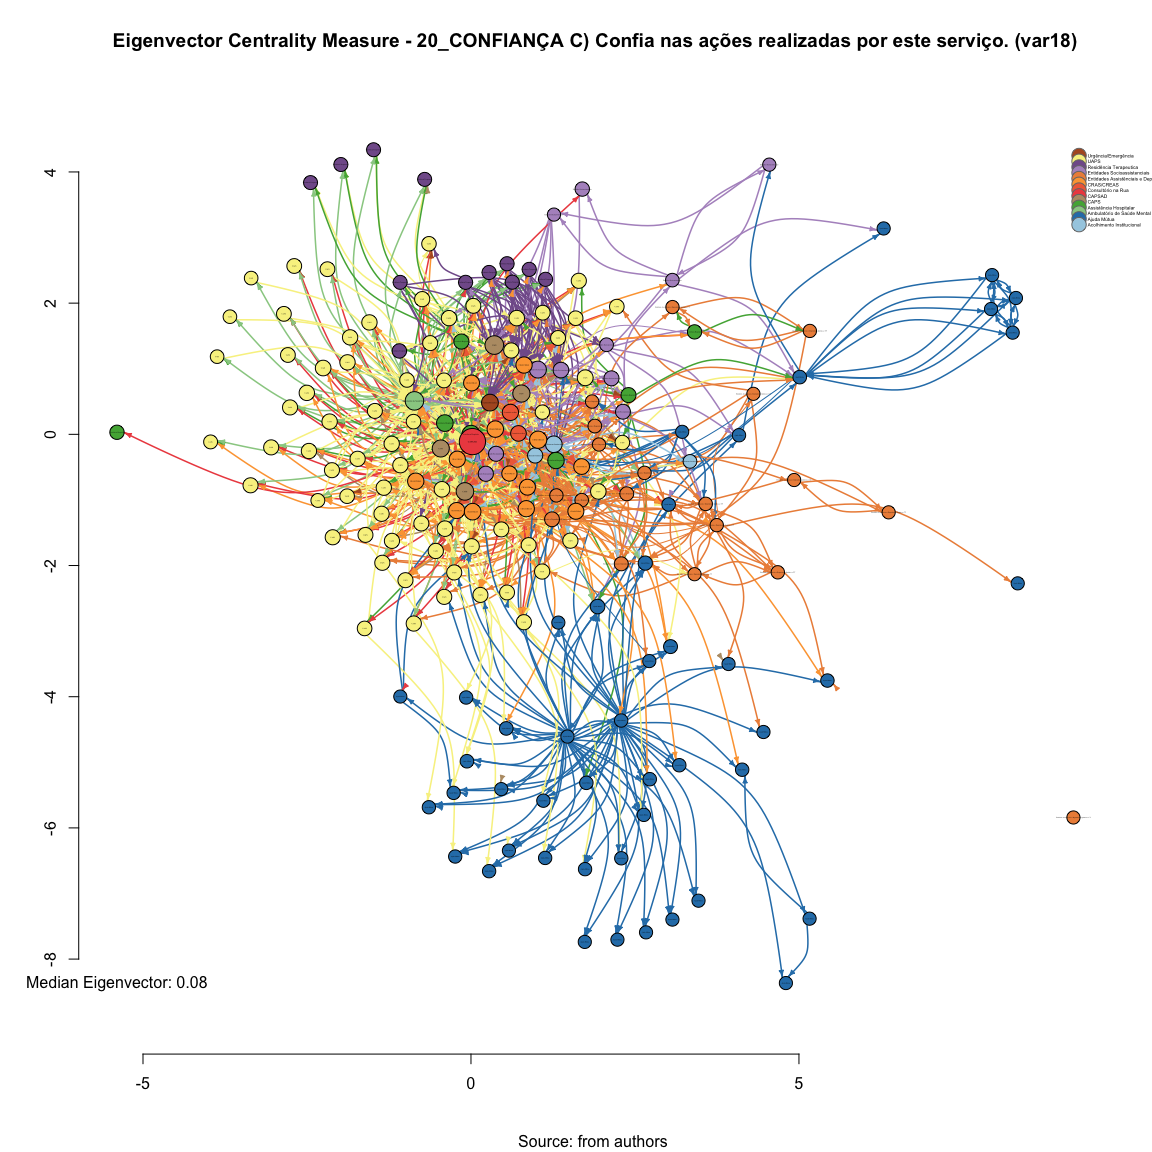 Eigenvector Centrality Measure - 20_CONFIANÇA C) Confia nas ações realizadas por este serviço. (var18)
Urgência/Emergência
UAPS
Residência Terapeutica
Entidades Socioassistenciais
Entidades Assistênciais e Dep
CRAS/CREAS
Consultório na Rua
CAPSAD
CAPS
Assistência Hospitalar
Ambulatório de Saúde Mental
Ajuda Mútua
Acolhimento Institucional
4
2
0
-2
-4
-6
-8
Median Eigenvector: 0.08
-5
0
5
Source: from authors